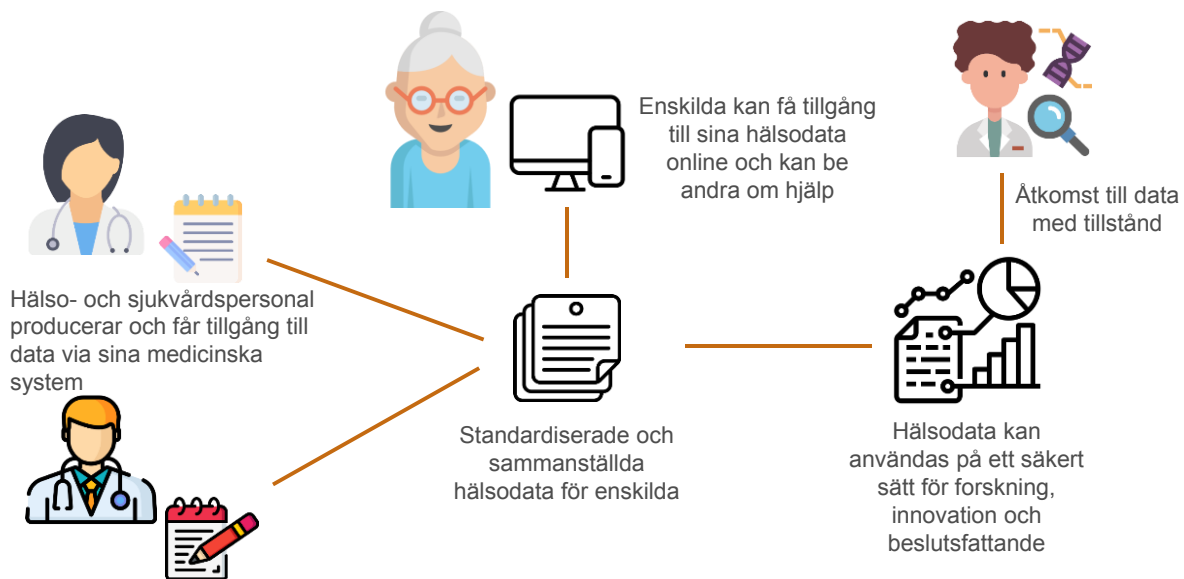 Enskilda kan få tillgång
till sina hälsodata
online och kan be
andra om hjälp
Åtkomst till data
med tillstånd
Hälso- och sjukvårdspersonal
producerar och får tillgång till
data via sina medicinska
system
Standardiserade och
sammanställda
hälsodata för enskilda
Hälsodata kan
användas på ett säkert
sätt för forskning,
innovation och
beslutsfattande